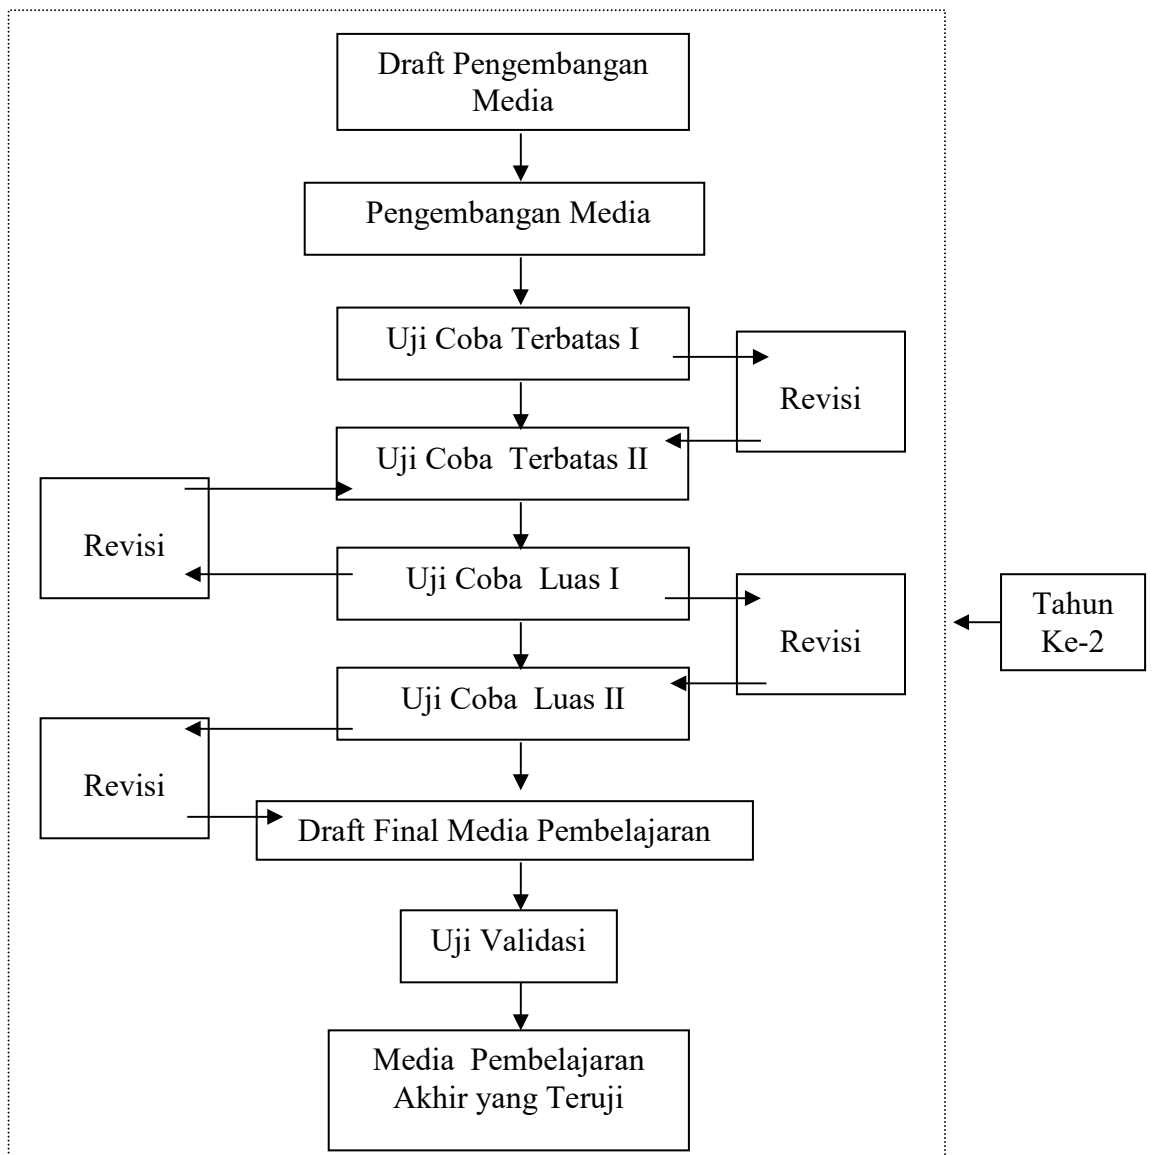 Draft Pengembangan
Media
Pengembangan Media
Uji Coba Terbatas I
Revisi
Uji Coba  Terbatas II
Revisi
Uji Coba  Luas I
Revisi
Tahun
Ke-2
Uji Coba  Luas II
Revisi
Draft Final Media Pembelajaran
Uji Validasi
Media  Pembelajaran
Akhir yang Teruji